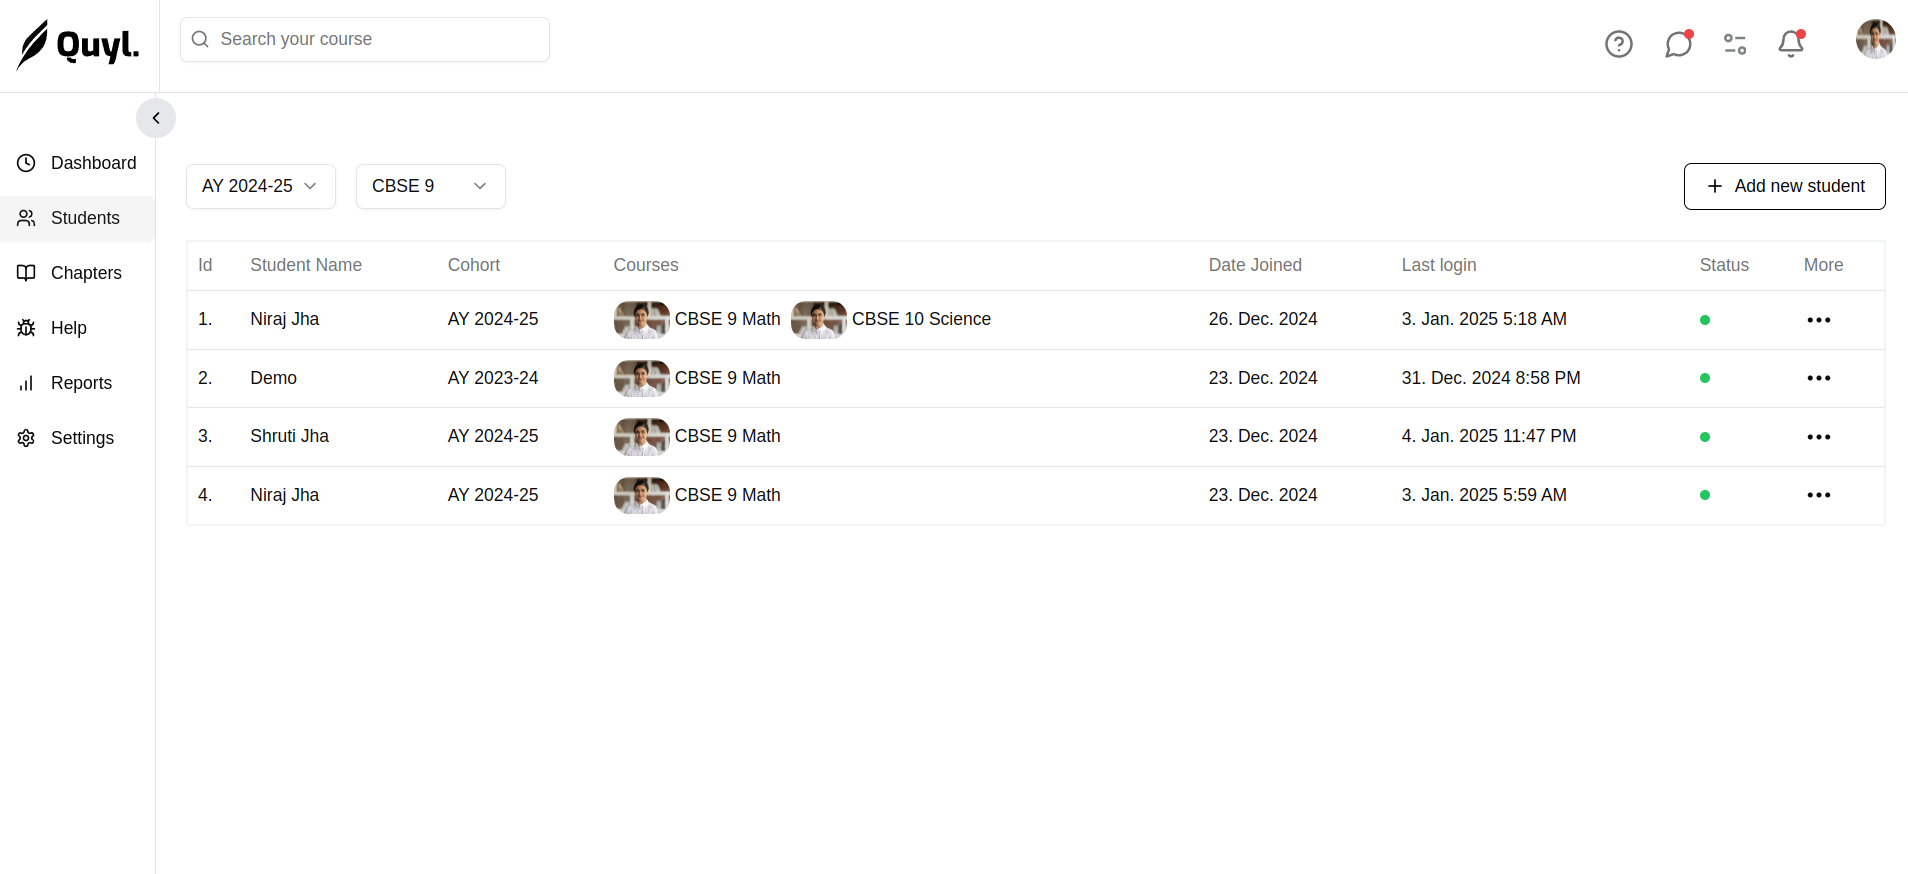 Quyl.
Search your course
Dashboard
Students
Chapters
Help
Reports
Settings
AY 2024-25
CBSE 9
Add new student
Id Student Name Cohort Courses Date Joined Last login Status More
1. Niraj Jha AY 2024-25 CBSE 9 Math CBSE 10 Science 26. Dec. 2024 3. Jan. 2025 5:18 AM
2. Demo AY 2023-24 CBSE 9 Math 23. Dec. 2024 31. Dec. 2024 8:58 PM
3. Shruti Jha AY 2024-25 CBSE 9 Math 23. Dec. 2024 4. Jan. 2025 11:47 PM
4. Niraj Jha AY 2024-25 CBSE 9 Math 23. Dec. 2024 3. Jan. 2025 5:59 AM